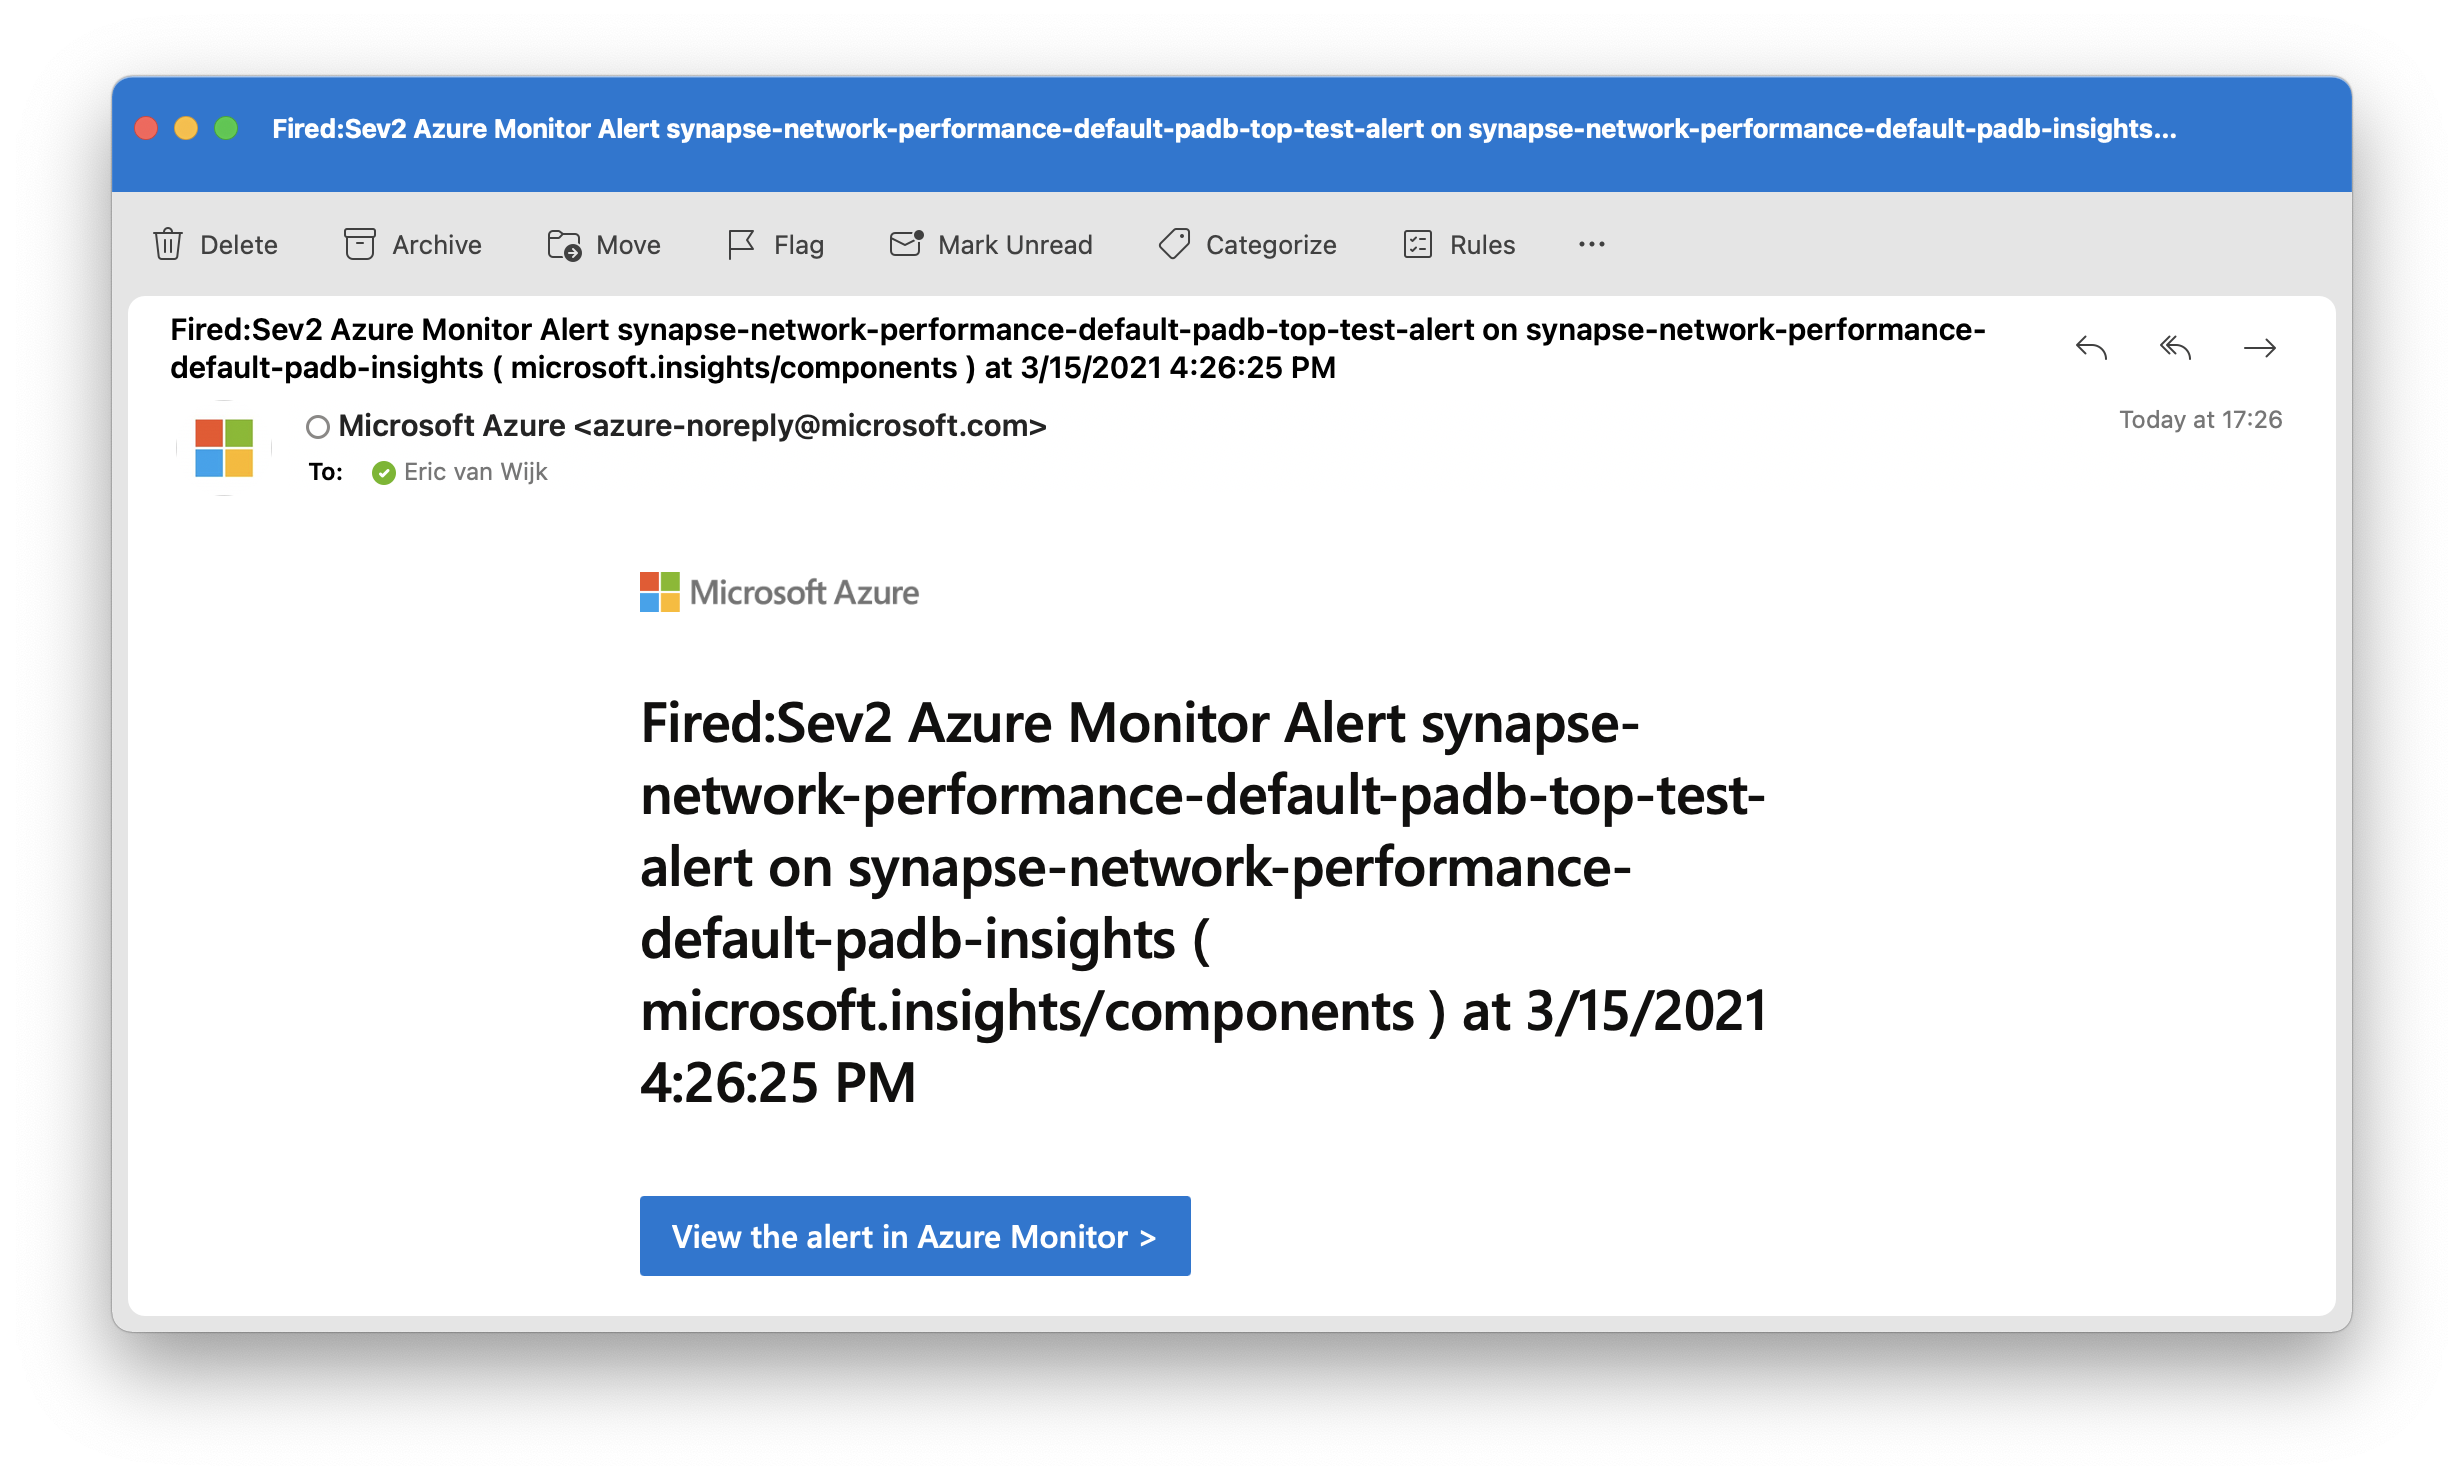 Fired:Sev2 Azure Monitor Alert synapse-network-performance-default-padb-top-test-alert on synapse-network-performance-default-padb-insights...
Delete Archive Move Flag Mark Unread Categorize Rules ...
Fired:Sev2 Azure Monitor Alert synapse-network-performance-default-padb-top-test-alert on synapse-network-performance-
default-padb-insights ( microsoft.insights/components ) at 3/15/2021 4:26:25 PM
Microsoft Azure <azure-noreply@microsoft.com>
Today at 17:26
To: Eric van Wijk
Microsoft Azure
Fired:Sev2 Azure Monitor Alert synapse-
network-performance-default-padb-top-test-
alert on synapse-network-performance-
default-padb-insights (
microsoft.insights/components ) at 3/15/2021
4:26:25 PM
View the alert in Azure Monitor >